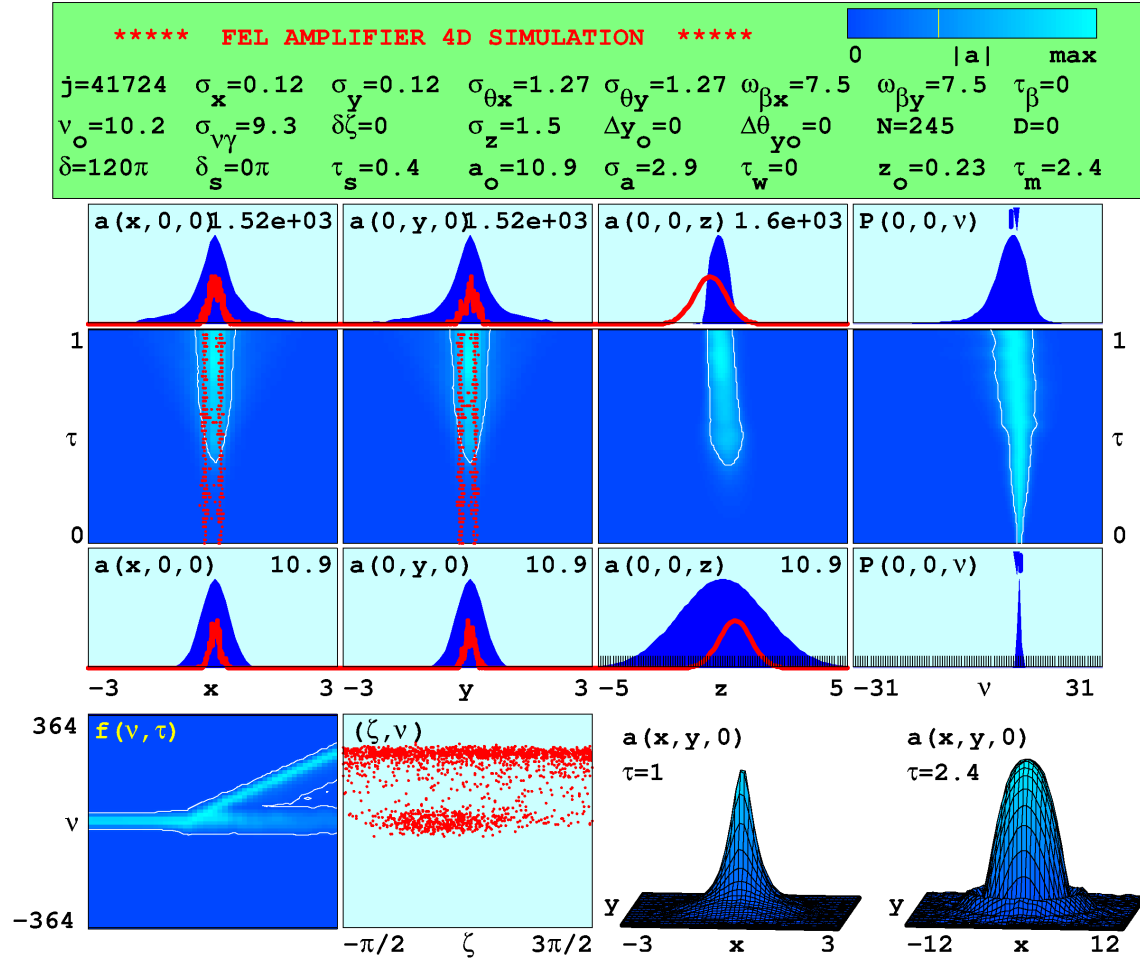 ***** FEL AMPLIFIER 4D SIMULATION *****
0 |a| max
j=41724 σx=0.12 σy=0.12 σθx=1.27 σθy=1.27 ωβx=7.5 ωβy=7.5 τβ=0
νo=10.2 σνγ=9.3 δζ=0 σz=1.5 Δyo=0 Δθyo=0 N=245 D=0
δ=120π δs=0π τs=0.4 ao=10.9 σa=2.9 τw=0 zo=0.23 τm=2.4
a(x,0,0)1.52e+03 a(0,y,0)1.52e+03 a(0,0,z)1.6e+03 P(0,0,ν)
1 1
τ τ
0 0
a(x,0,0) 10.9 a(0,y,0) 10.9 a(0,0,z) 10.9 P(0,0,ν)
−3 x 3 −3 y 3 −5 z 5 −31 ν 31
364 f(ν,τ) (ζ,ν) a(x,y,0) a(x,y,0)
τ=1 τ=2.4
ν
−364 y y
−π/2 ζ 3π/2 −3 x 3 −12 x 12